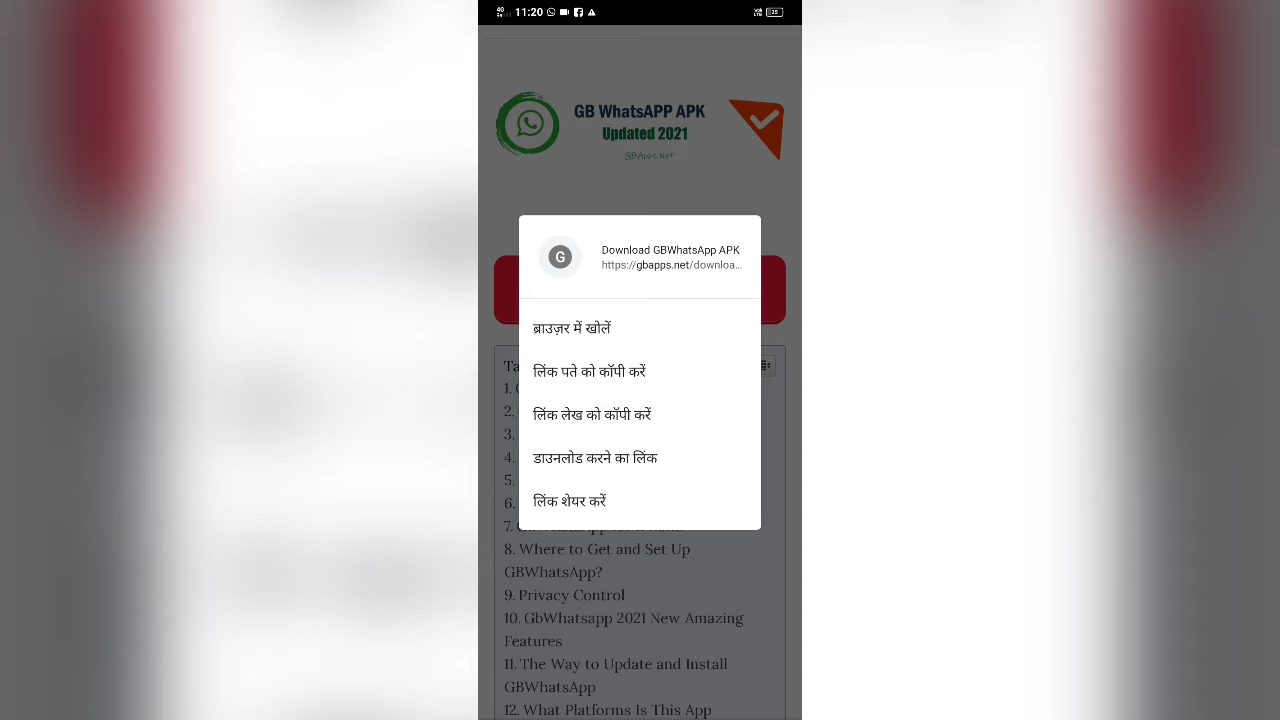 4G
11:20
25
GB WhatsAPP APK
Updated 2021
GBApps.Net
Download GBWhatsApp APK
https://gbapps.net/downloa...
ब्राउज़र में खोलें
लिंक पते को कॉपी करें
लिंक लेख को कॉपी करें
डाउनलोड करने का लिंक
लिंक शेयर करें
Ta
1.
2.
3.
4.
5.
6.
7.
8. Where to Get and Set Up
GBWhatsApp?
9. Privacy Control
10. GbWhatsapp 2021 New Amazing
Features
11. The Way to Update and Install
GBWhatsApp
12. What Platforms Is This App